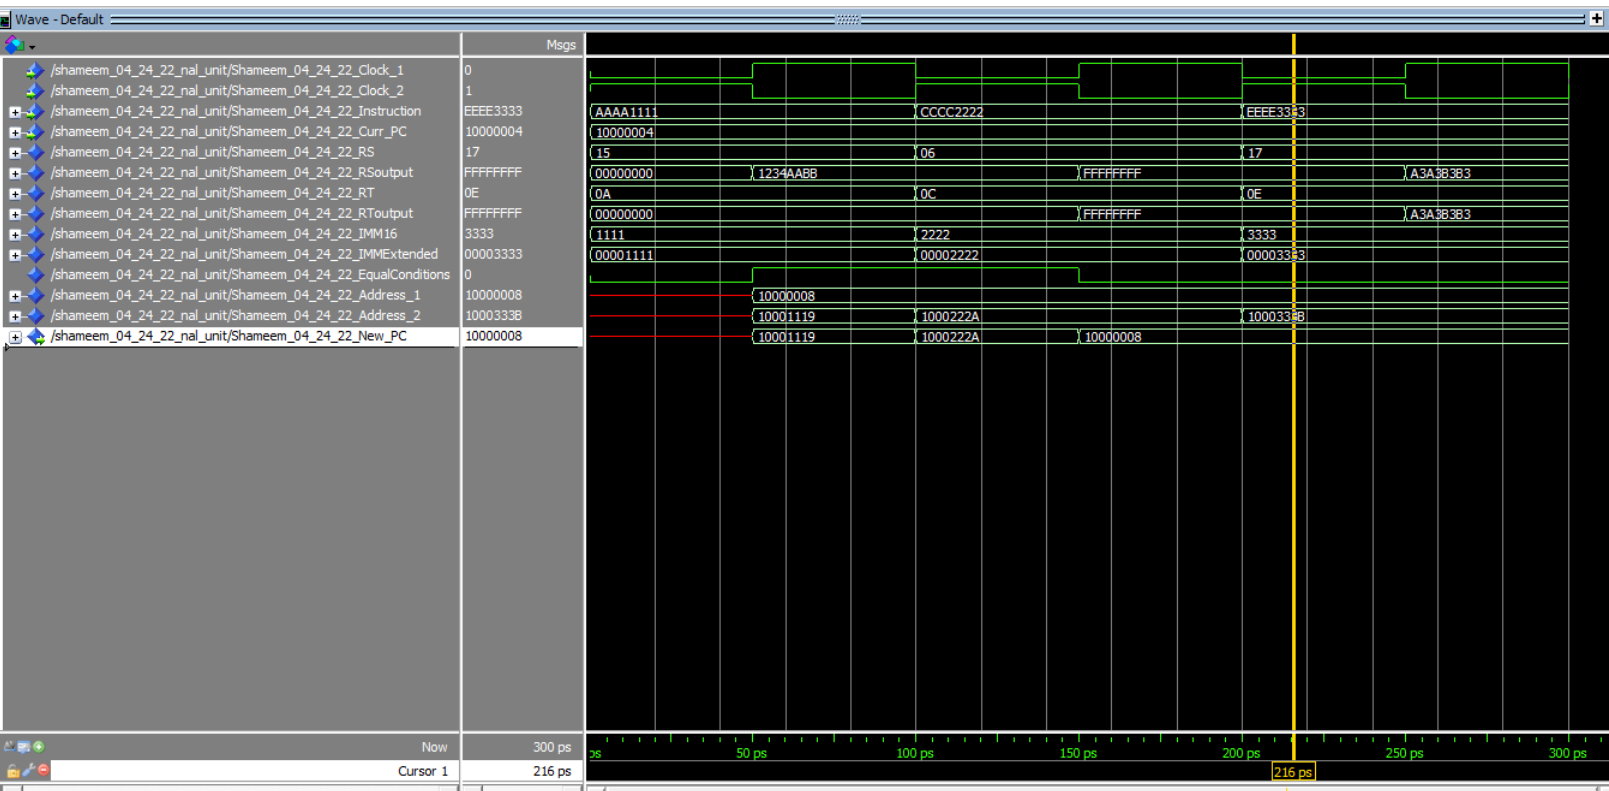 Wave - Default
Msgs
/shameem_04_24_22_nal_unit/Shameem_04_24_22_Clock_1 0
/shameem_04_24_22_nal_unit/Shameem_04_24_22_Clock_2 1
/shameem_04_24_22_nal_unit/Shameem_04_24_22_Instruction EEEE3333 AAAA1111 CCCC2222 EEEE3333
/shameem_04_24_22_nal_unit/Shameem_04_24_22_Curr_PC 10000004 10000004
/shameem_04_24_22_nal_unit/Shameem_04_24_22_RS 17 15 06 17
/shameem_04_24_22_nal_unit/Shameem_04_24_22_RSoutput FFFFFFFF 00000000 1234AABB FFFFFFFF A3A3B3B3
/shameem_04_24_22_nal_unit/Shameem_04_24_22_RT 0E 0A 0C 0E
/shameem_04_24_22_nal_unit/Shameem_04_24_22_RToutput FFFFFFFF 00000000 FFFFFFFF A3A3B3B3
/shameem_04_24_22_nal_unit/Shameem_04_24_22_IMM16 3333 1111 2222 3333
/shameem_04_24_22_nal_unit/Shameem_04_24_22_IMMExtended 00003333 00001111 00002222 00003333
/shameem_04_24_22_nal_unit/Shameem_04_24_22_EqualConditions 0
/shameem_04_24_22_nal_unit/Shameem_04_24_22_Address_1 10000008 10000008
/shameem_04_24_22_nal_unit/Shameem_04_24_22_Address_2 1000333B 10001119 1000222A 1000333B
/shameem_04_24_22_nal_unit/Shameem_04_24_22_New_PC 10000008 10001119 1000222A 10000008
Now 300 ps ps 50 ps 100 ps 150 ps 200 ps 250 ps 300 ps
Cursor 1 216 ps 216 ps